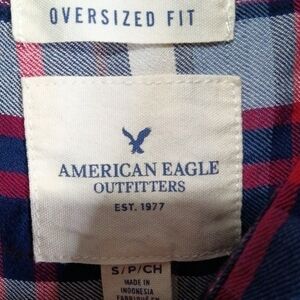 OVERSIZED FIT
AMERICAN EAGLE
OUTFITTERS
EST. 1977
S/P/CH
MADE IN
INDONESIA